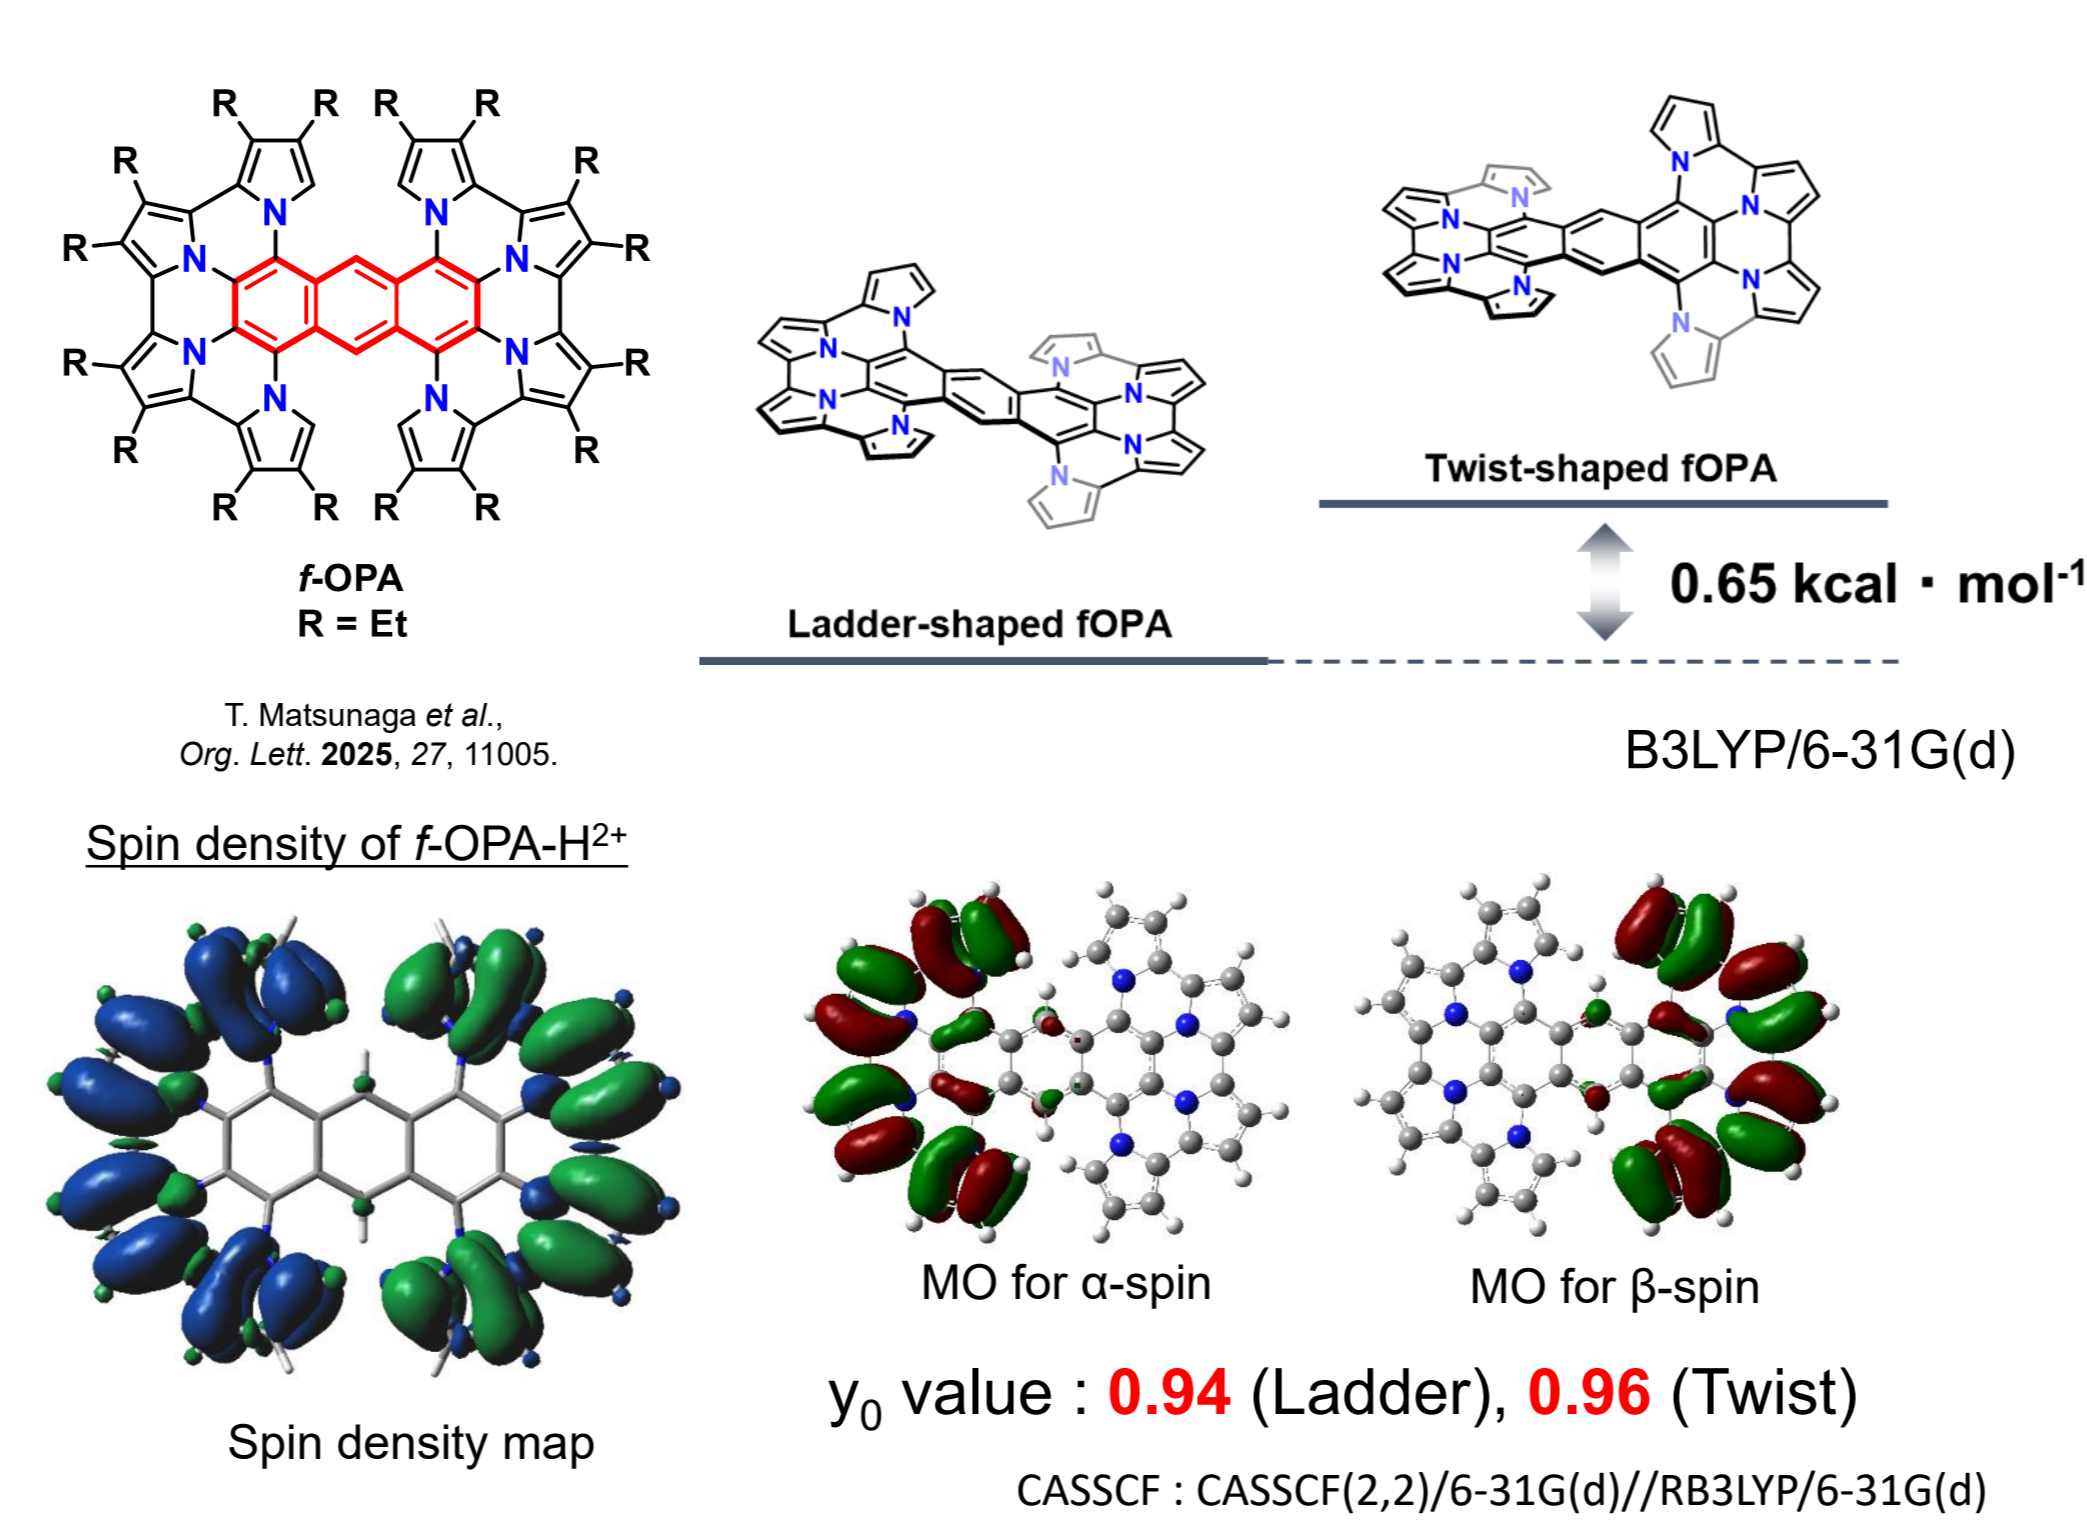 R R R R
R R
N N
R N N R
R N N R
N N
R R
R R R R
f-OPA
R = Et
T. Matsunaga et al.,
Org. Lett. 2025, 27, 11005.
N
N
N
N
N
N
N
N
Ladder-shaped fOPA
N
N
N
N
N
N
N
N
Twist-shaped fOPA
0.65 kcal・mol-1
B3LYP/6-31G(d)
Spin density of f-OPA-H2+
Spin density map
MO for α-spin
MO for β-spin
y0 value : 0.94 (Ladder), 0.96 (Twist)
CASSCF : CASSCF(2,2)/6-31G(d)//RB3LYP/6-31G(d)